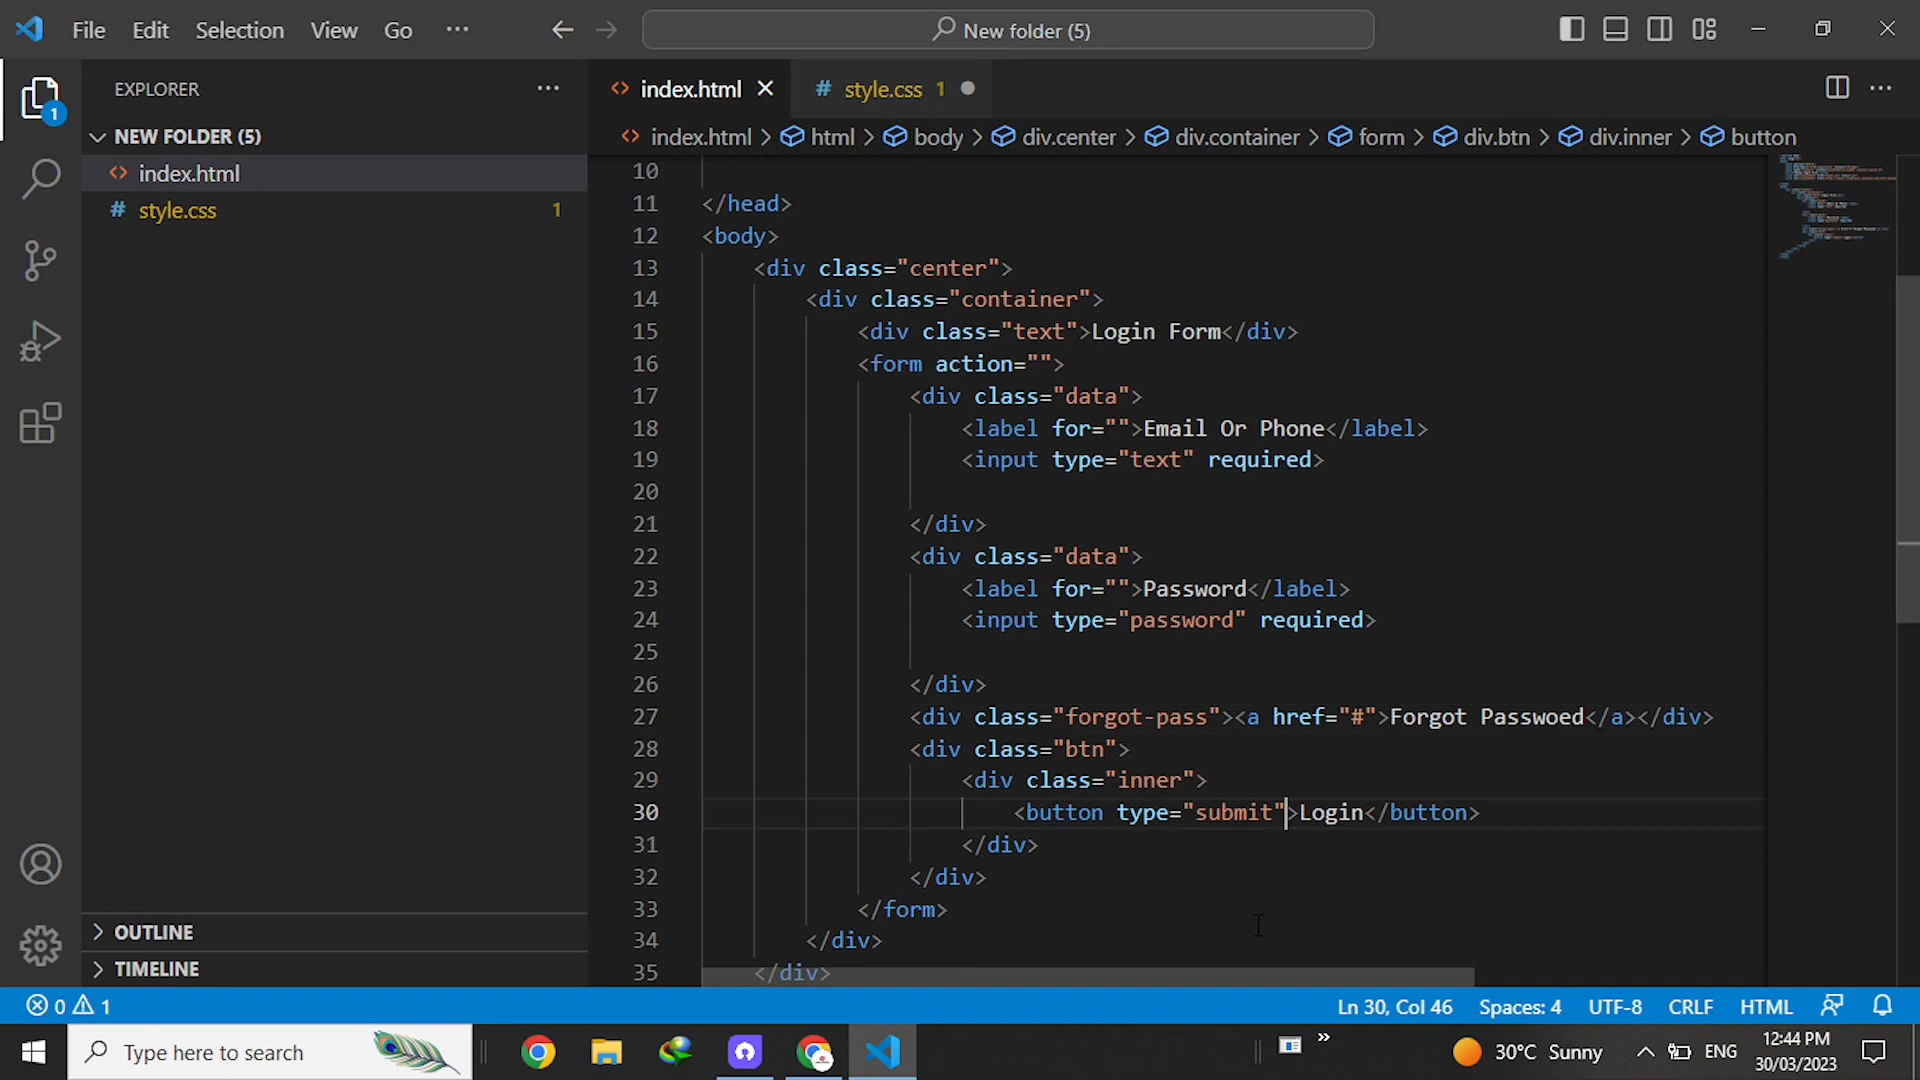 File Edit Selection View Go ··· New folder (5)
EXPLORER ···
index.html
style.css 1
NEW FOLDER (5)
index.html > html > body > div.center > div.container > form > div.btn > div.inner > button
index.html
style.css 1
10
11 </head>
12 <body>
13 <div class="center">
14 <div class="container">
15 <div class="text">Login Form</div>
16 <form action="">
17 <div class="data">
18 <label for="">Email Or Phone</label>
19 <input type="text" required>
20
21 </div>
22 <div class="data">
23 <label for="">Password</label>
24 <input type="password" required>
25
26 </div>
27 <div class="forgot-pass"><a href="#">Forgot Passwoed</a></div>
28 <div class="btn">
29 <div class="inner">
30 <button type="submit">Login</button>
31 </div>
32 </div>
33 </form>
34 </div>
35 </div>
1
OUTLINE
TIMELINE
0 1 Ln 30, Col 46 Spaces: 4 UTF-8 CRLF HTML
Type here to search
30°C Sunny ENG
12:44 PM
30/03/2023